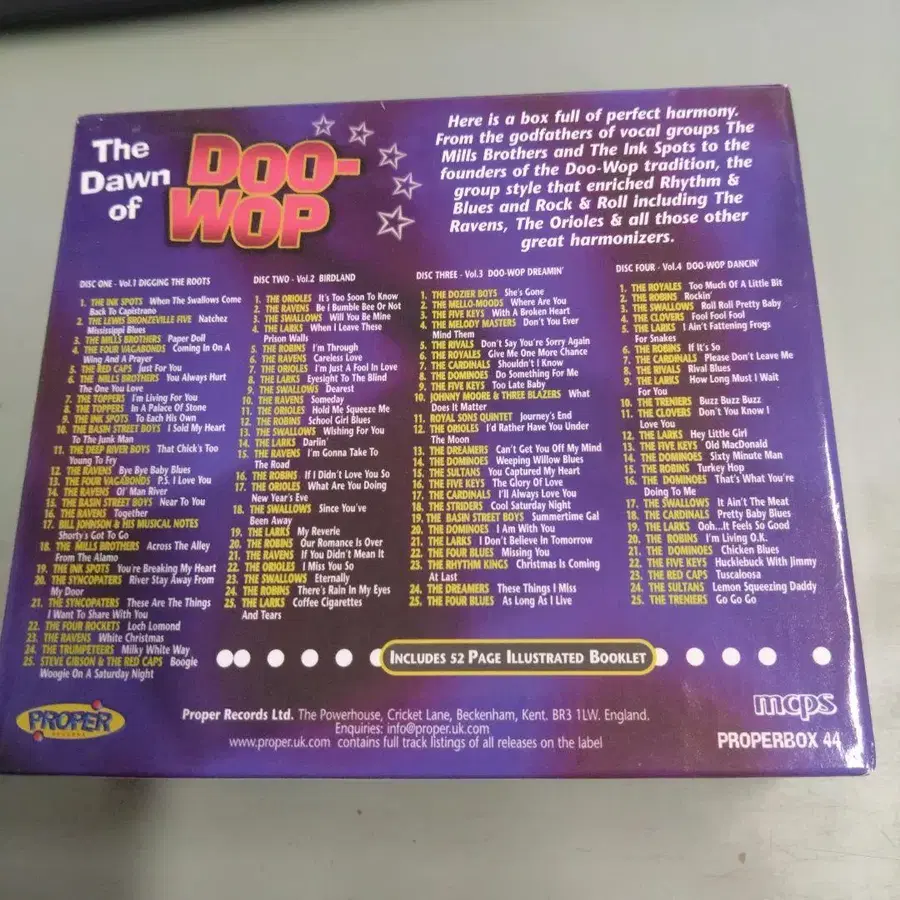 The
Dawn
of
DOO-
WOP
Here is a box full of perfect harmony.
From the godfathers of vocal groups The
Mills Brothers and The Ink Spots to the
founders of the Doo-Wop tradition, the
group style that enriched Rhythm &
Blues and Rock & Roll including The
Ravens, The Orioles & all those other
great harmonizers.
DISC ONE - Vol.1 DIGGING THE ROOTS
1. THE INK SPOTS When The Swallows Come
Back To Capistrano
2. THE LEWIS BRONZEVILLE FIVE Natchez
Mississippi Blues
3. THE MILLS BROTHERS Paper Doll
4. THE FOUR VAGABONDS Coming In On A
Wing And A Prayer
5. THE RED CAPS Just For You
6. THE MILLS BROTHERS You Always Hurt
The One You Love
7. THE TOPPERS I'm Living For You
8. THE TOPPERS In A Palace Of Stone
9. THE INK SPOTS To Each His Own
10. THE BASIN STREET BOYS I Sold My Heart
To The Junk Man
11. THE DEEP RIVER BOYS That Chick's Too
Young To Fry
12. THE RAVENS Bye Bye Baby Blues
13. THE FOUR VAGABONDS P.S. I Love You
14. THE RAVENS Ol' Man River
15. THE BASIN STREET BOYS Near To You
16. THE RAVENS Together
17. BILL JOHNSON & HIS MUSICAL NOTES
Shorty's Got To Go
18. THE MILLS BROTHERS Across The Alley
From The Alamo
19. THE INK SPOTS You're Breaking My Heart
20. THE SYNCOPATERS River Stay Away From
My Door
21. THE SYNCOPATERS These Are The Things
I Want To Share With You
22. THE FOUR ROCKETS Loch Lomond
23. THE RAVENS White Christmas
24. THE TRUMPETEERS Milky White Way
25. STEVE GIBSON & THE RED CAPS Boogie
Woogie On A Saturday Night
DISC TWO - Vol.2 BIRDLAND
1. THE ORIOLES It's Too Soon To Know
2. THE RAVENS Be I Bumble Bee Or Not
3. THE SWALLOWS Will You Be Mine
4. THE LARKS When I Leave These
Prison Walls
5. THE ROBINS I'm Through
6. THE RAVENS Careless Love
7. THE ORIOLES I'm Just A Fool In Love
8. THE LARKS Eyesight To The Blind
9. THE SWALLOWS Dearest
10. THE RAVENS Someday
11. THE ORIOLES Hold Me Squeeze Me
12. THE ROBINS School Girl Blues
13. THE SWALLOWS Wishing For You
14. THE LARKS Darlin'
15. THE RAVENS I'm Gonna Take To
The Road
16. THE ROBINS If I Didn't Love You So
17. THE ORIOLES What Are You Doing
New Year's Eve
18. THE SWALLOWS Since You've
Been Away
19. THE LARKS My Reverie
20. THE ROBINS Our Romance Is Over
21. THE RAVENS If You Didn't Mean It
22. THE ORIOLES I Miss You So
23. THE SWALLOWS Eternally
24. THE ROBINS There's Rain In My Eyes
25. THE LARKS Coffee Cigarettes
And Tears
DISC THREE - Vol.3 DOO-WOP DREAMIN'
1. THE DOZIER BOYS She's Gone
2. THE MELLO-MOODS Where Are You
3. THE FIVE KEYS With A Broken Heart
4. THE MELODY MASTERS Don't You Ever
Mind Them
5. THE RIVALS Don't Say You're Sorry Again
6. THE ROYALES Give Me One More Chance
7. THE CARDINALS Shouldn't I Know
8. THE DOMINOES Do Something For Me
9. THE FIVE KEYS Too Late Baby
10. JOHNNY MOORE & THREE BLAZERS What
Does It Matter
11. ROYAL SONS QUINTET Journey's End
12. THE ORIOLES I'd Rather Have You Under
The Moon
13. THE DREAMERS Can't Get You Off My Mind
14. THE DOMINOES Weeping Willow Blues
15. THE SULTANS You Captured My Heart
16. THE FIVE KEYS The Glory Of Love
17. THE CARDINALS I'll Always Love You
18. THE STRIDERS Cool Saturday Night
19. THE BASIN STREET BOYS Summertime Gal
20. THE DOMINOES I Am With You
21. THE LARKS I Don't Believe In Tomorrow
22. THE FOUR BLUES Missing You
23. THE RHYTHM KINGS Christmas Is Coming
At Last
24. THE DREAMERS These Things I Miss
25. THE FOUR BLUES As Long As I Live
DISC FOUR - Vol.4 DOO-WOP DANCIN'
1. THE ROYALES Too Much Of A Little Bit
2. THE ROBINS Rockin'
3. THE SWALLOWS Roll Roll Pretty Baby
4. THE CLOVERS Fool Fool Fool
5. THE LARKS I Ain't Fattening Frogs
For Snakes
6. THE ROBINS If It's So
7. THE CARDINALS Please Don't Leave Me
8. THE RIVALS Rival Blues
9. THE LARKS How Long Must I Wait
For You
10. THE TRENIERS Buzz Buzz Buzz
11. THE CLOVERS Don't You Know I
Love You
12. THE LARKS Hey Little Girl
13. THE FIVE KEYS Old MacDonald
14. THE DOMINOES Sixty Minute Man
15. THE ROBINS Turkey Hop
16. THE DOMINOES That's What You're
Doing To Me
17. THE SWALLOWS It Ain't The Meat
18. THE CARDINALS Pretty Baby Blues
19. THE LARKS Ooh...It Feels So Good
20. THE ROBINS I'm Living O.K.
21. THE DOMINOES Chicken Blues
22. THE FIVE KEYS Hucklebuck With Jimmy
23. THE RED CAPS Tuscaloosa
24. THE SULTANS Lemon Squeezing Daddy
25. THE TRENIERS Go Go Go
INCLUDES 52 PAGE ILLUSTRATED BOOKLET
PROPER
RECORDS
Proper Records Ltd. The Powerhouse, Cricket Lane, Beckenham, Kent. BR3 1LW. England.
Enquiries: info@proper.uk.com
www.proper.uk.com contains full track listings of all releases on the label
mcps
PROPERBOX 44